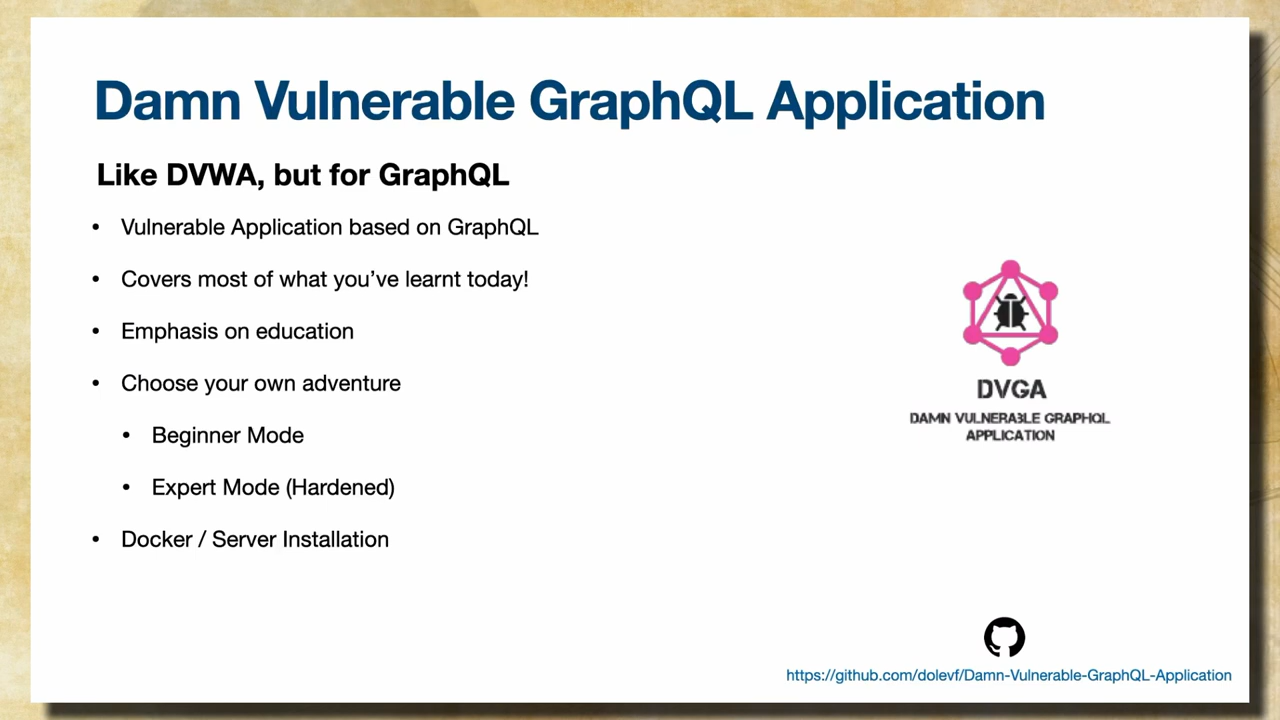 Damn Vulnerable GraphQL Application
Like DVWA, but for GraphQL
• Vulnerable Application based on GraphQL
• Covers most of what you’ve learnt today!
• Emphasis on education
• Choose your own adventure
• Beginner Mode
• Expert Mode (Hardened)
• Docker / Server Installation
DVGA
DAMN VULNERABLE GRAPHQL
APPLICATION
https://github.com/dolevf/Damn-Vulnerable-GraphQL-Application